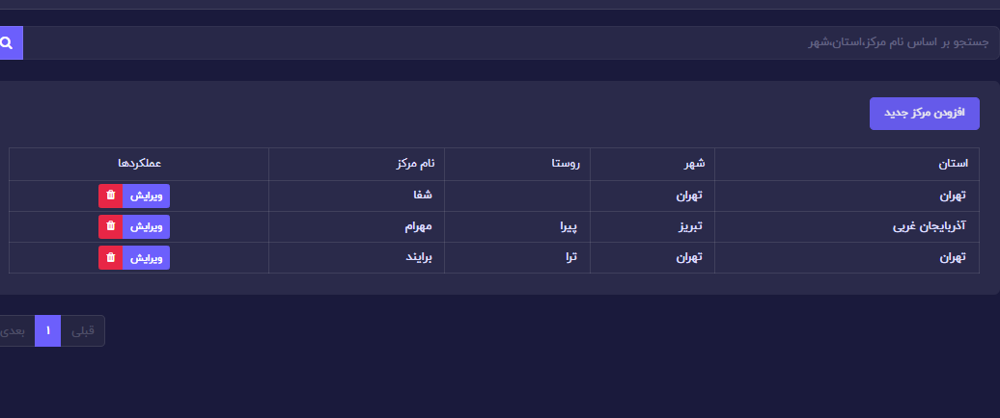 جستجو بر اساس نام مرکز،استان،شهر
افزودن مرکز جدید
استان شهر روستا نام مرکز عملکردها
تهران تهران شفا ویرایش
آذربایجان غربی تبریز پیرا مهرام ویرایش
تهران تهران ترا برایند ویرایش
قبلی ۱ بعدی